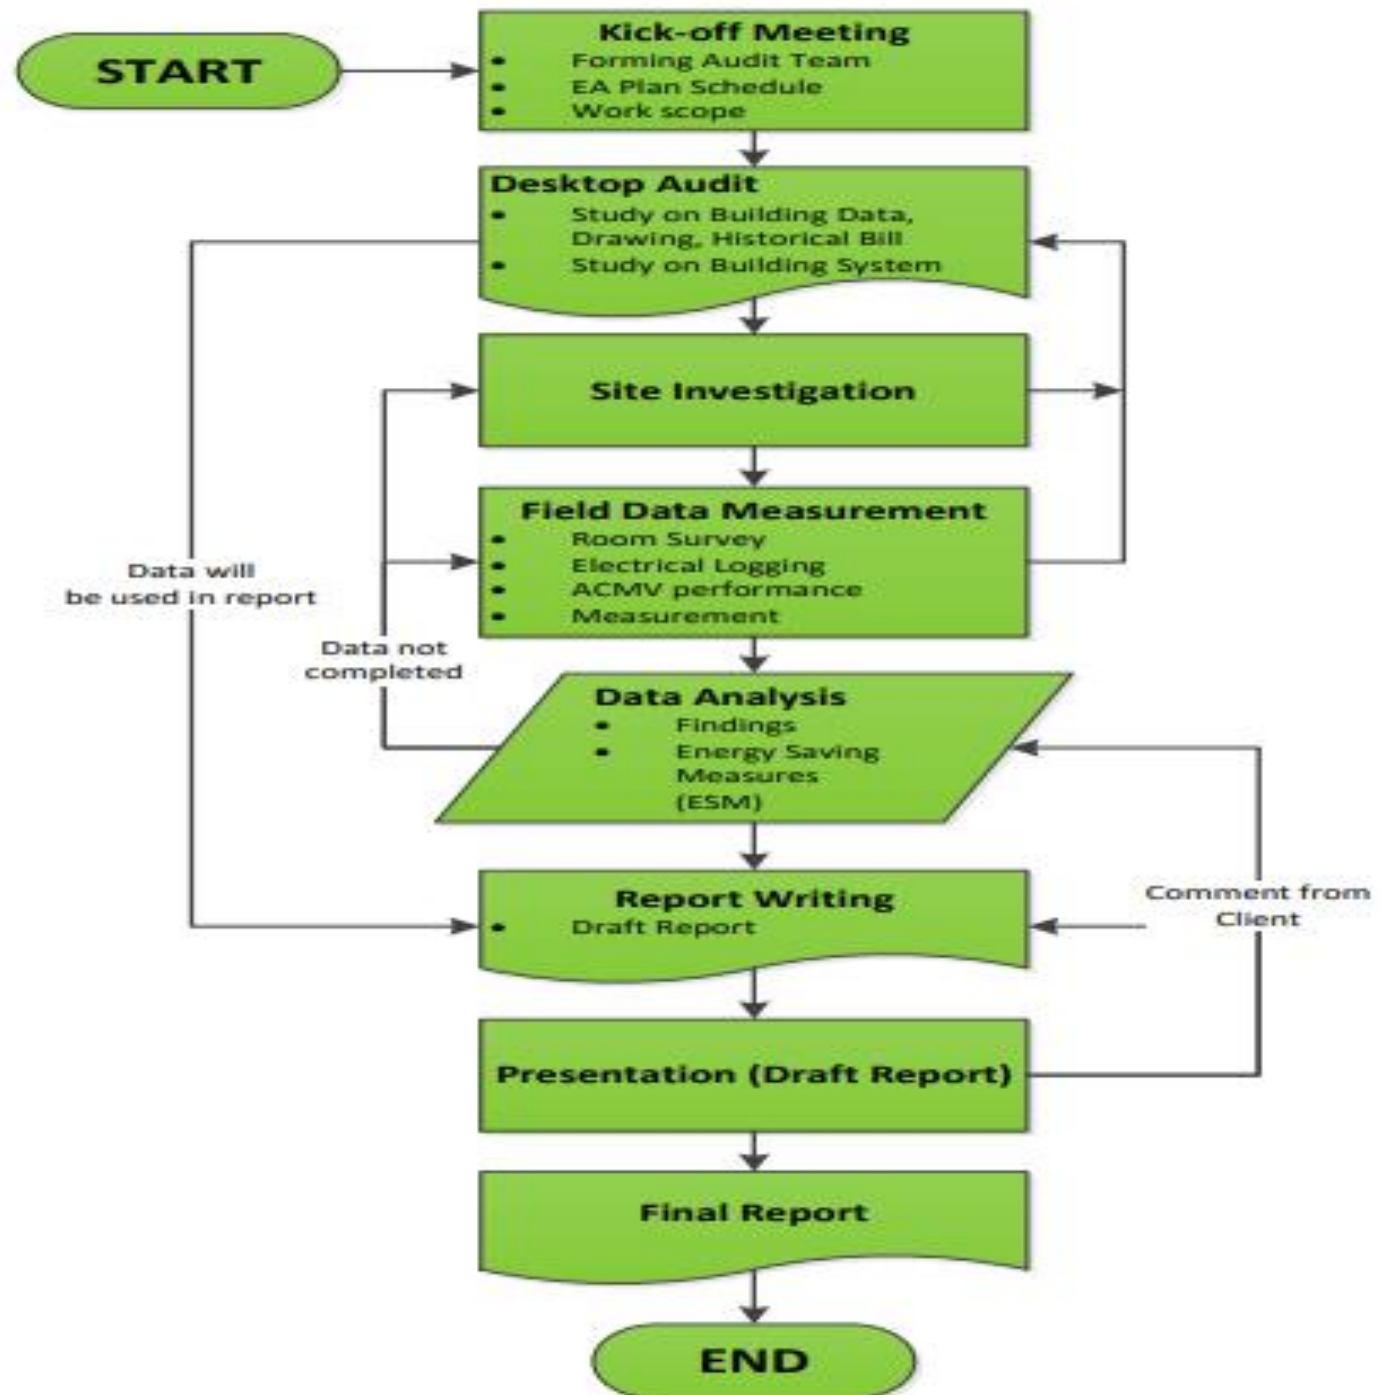 START
Kick-off Meeting
• Forming Audit Team
• EA Plan Schedule
• Work scope
Desktop Audit
• Study on Building Data,
Drawing, Historical Bill
• Study on Building System
Site Investigation
Field Data Measurement
• Room Survey
• Electrical Logging
• ACMV performance
• Measurement
Data will
be used in report
Data not
completed
Data Analysis
• Findings
• Energy Saving
Measures
(ESM)
Report Writing
• Draft Report
Comment from
Client
Presentation (Draft Report)
Final Report
END